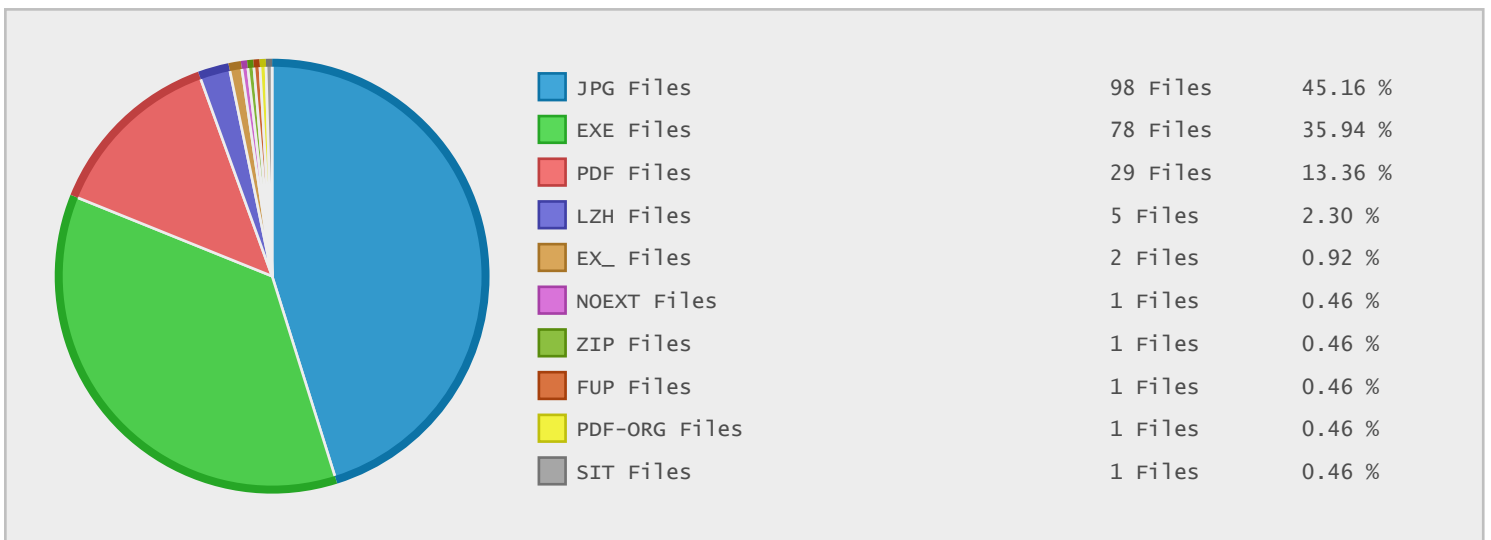 JPG Files 98 Files 45.16 %
EXE Files 78 Files 35.94 %
PDF Files 29 Files 13.36 %
LZH Files 5 Files 2.30 %
EX_ Files 2 Files 0.92 %
NOEXT Files 1 Files 0.46 %
ZIP Files 1 Files 0.46 %
FUP Files 1 Files 0.46 %
PDF-ORG Files 1 Files 0.46 %
SIT Files 1 Files 0.46 %